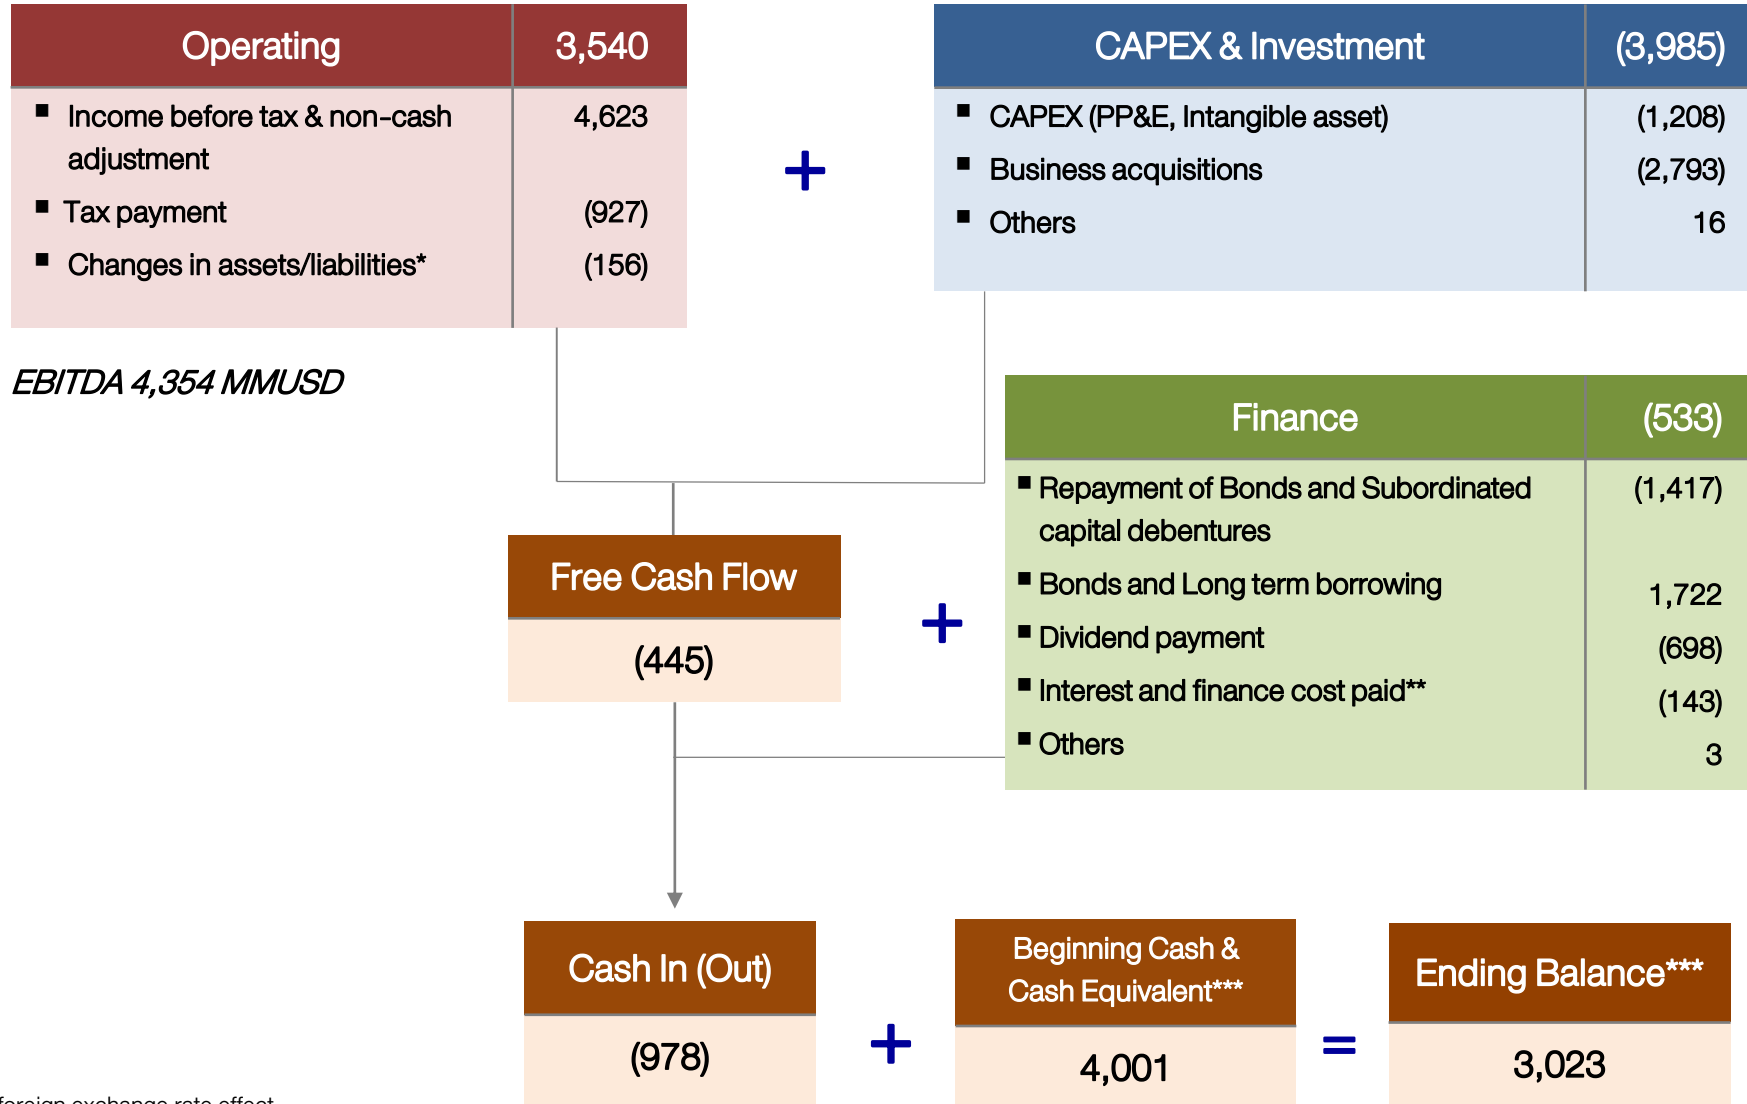 Operating 3,540
■ Income before tax & non-cash 4,623
adjustment
■ Tax payment (927)
■ Changes in assets/liabilities* (156)
EBITDA 4,354 MMUSD
+
CAPEX & Investment (3,985)
■ CAPEX (PP&E, Intangible asset) (1,208)
■ Business acquisitions (2,793)
■ Others 16
Free Cash Flow
(445)
+
Finance (533)
■ Repayment of Bonds and Subordinated (1,417)
capital debentures
■ Bonds and Long term borrowing 1,722
■ Dividend payment (698)
■ Interest and finance cost paid** (143)
■ Others 3
Cash In (Out)
(978)
+
Beginning Cash &
Cash Equivalent***
4,001
=
Ending Balance***
3,023
foreign exchange rate effect